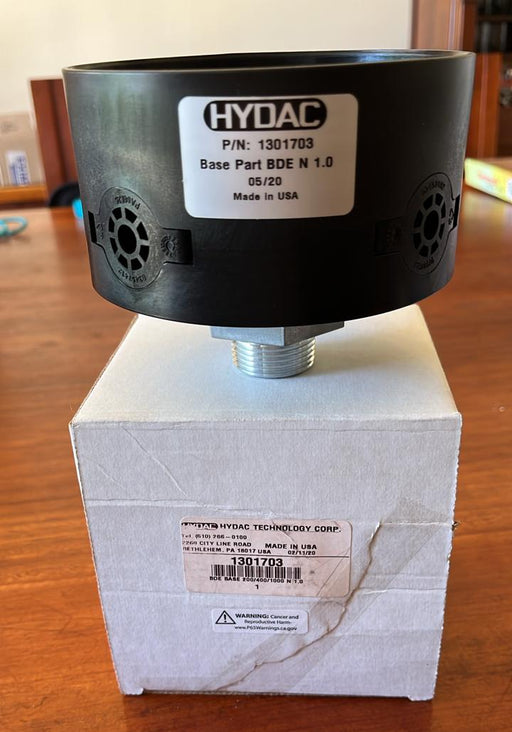 HYDAC
P/N: 1301703
Base Part BDE N 1.0
05/20
Made in USA
HYDAC HYDAC TECHNOLOGY CORP.
Tel. (610) 266-0100
2260 CITY LINE ROAD MADE IN USA
BETHLEHEM, PA 18017 USA 02/11/20
1301703
BDE BASE 200/400/1000 N 1.0
1
WARNING: Cancer and
Reproductive Harm-
www.P65Warnings.ca.gov